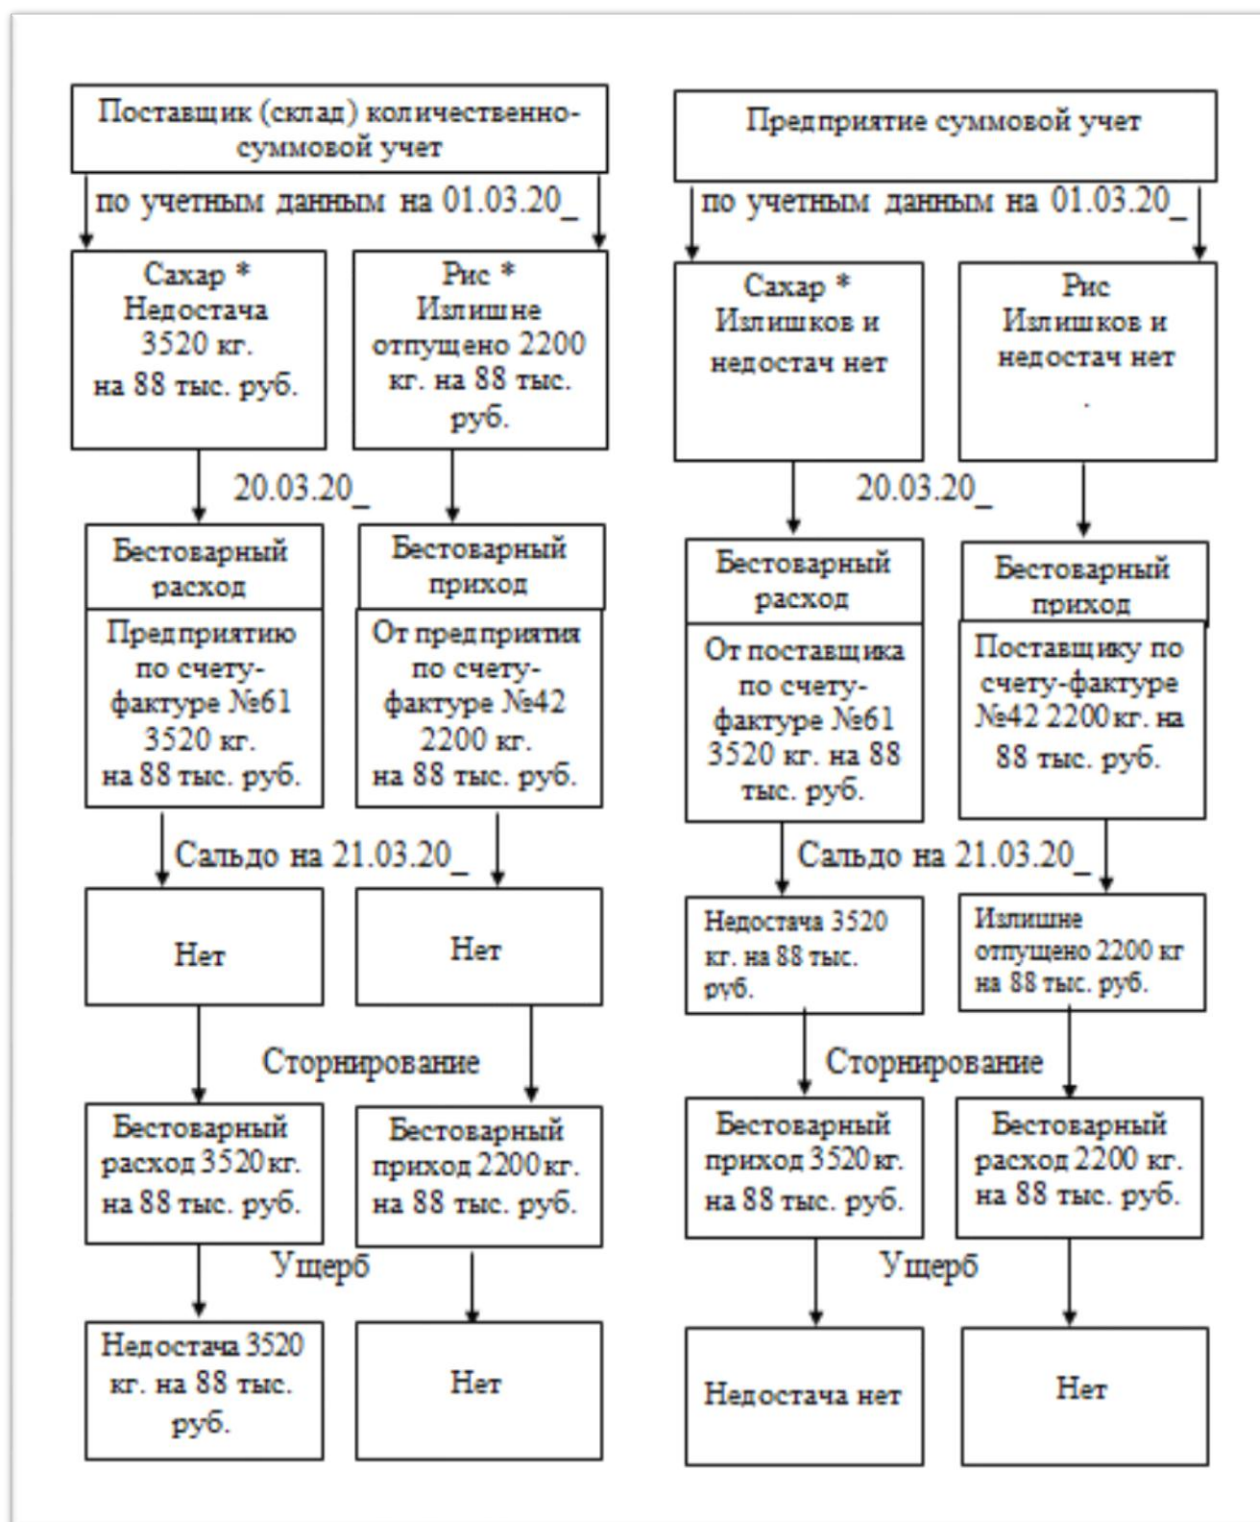 Поставщик (склад) количественно-
суммовой учет
по учетным данным на 01.03.20_
Сахар *
Недостача
3520 кг.
на 88 тыс. руб.
Рис *
Излишне
отпущено 2200
кг. на 88 тыс.
руб.
20.03.20_
Бестоварный
расход
Предприятию
по счету-
фактуре №61
3520 кг.
на 88 тыс. руб.
Бестоварный
приход
От предприятия
по счету-
фактуре №42
2200 кг.
на 88 тыс. руб.
Сальдо на 21.03.20_
Нет
Нет
Сторнирование
Бестоварный
расход 3520кг.
на 88 тыс. руб.
Бестоварный
приход 2200кг.
на 88 тыс. руб.
Ущерб
Недостача 3520
кг. на 88 тыс.
руб.
Нет
Предприятие суммовой учет
по учетным данным на 01.03.20_
Сахар *
Излишков и
недостач нет
Рис
Излишков и
недостач нет
.
20.03.20_
Бестоварный
расход
От поставщика
по счету-
фактуре №61
3520 кг. на 88
тыс. руб.
Бестоварный
приход
Поставщику по
счету-фактуре
№42 2200кг. на
88 тыс. руб.
Сальдо на 21.03.20_
Недостача 3520
кг. на 88 тыс.
руб.
Излишне
отпущено 2200 кг
на 88 тыс. руб.
Сторнирование
Бестоварный
приход 3520кг.
на 88 тыс. руб.
Бестоварный
расход 2200 кг.
на 88 тыс. руб.
Ущерб
Недостача нет
Нет